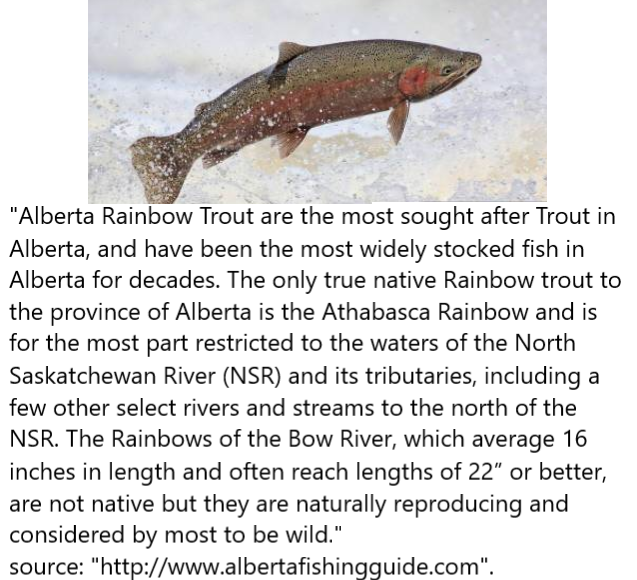 "Alberta Rainbow Trout are the most sought after Trout in
Alberta, and have been the most widely stocked fish in
Alberta for decades. The only true native Rainbow trout to
the province of Alberta is the Athabasca Rainbow and is
for the most part restricted to the waters of the North
Saskatchewan River (NSR) and its tributaries, including a
few other select rivers and streams to the north of the
NSR. The Rainbows of the Bow River, which average 16
inches in length and often reach lengths of 22” or better,
are not native but they are naturally reproducing and
considered by most to be wild."
source: "http://www.albertafishingguide.com".